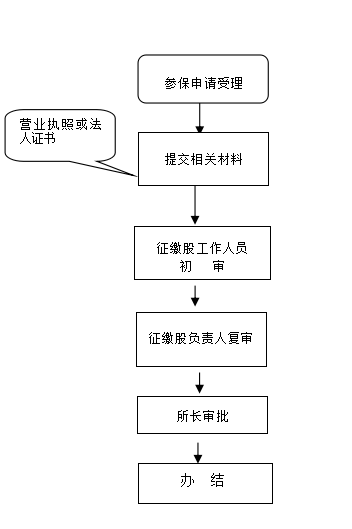 参保申请受理
营业执照或法
人证书
提交相关材料
征缴股工作人员
初 审
征缴股负责人复审
所长审批
办 结